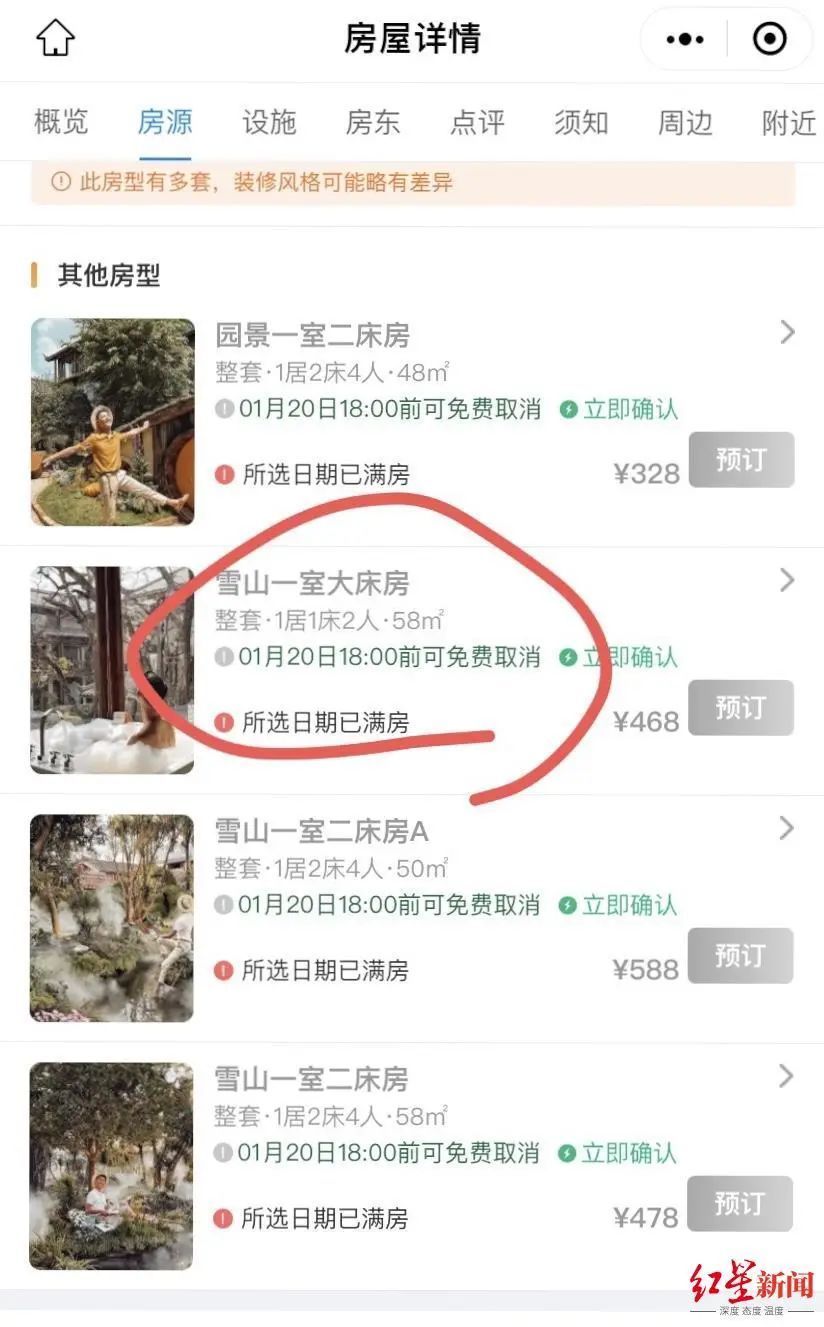 房屋详情
概览 房源 设施 房东 点评 须知 周边 附近
此房型有多套，装修风格可能略有差异
其他房型
园景一室二床房
整套·1居2床4人·48㎡
01月20日18:00前可免费取消 立即确认
所选日期已满房 ¥328 预订
雪山一室大床房
整套·1居1床2人·58㎡
01月20日18:00前可免费取消 立即确认
所选日期已满房 ¥468 预订
雪山一室二床房A
整套·1居2床4人·50㎡
01月20日18:00前可免费取消 立即确认
所选日期已满房 ¥588 预订
雪山一室二床房
整套·1居2床4人·58㎡
01月20日18:00前可免费取消 立即确认
所选日期已满房 ¥478 预订
红星新闻
深度 态度 温度